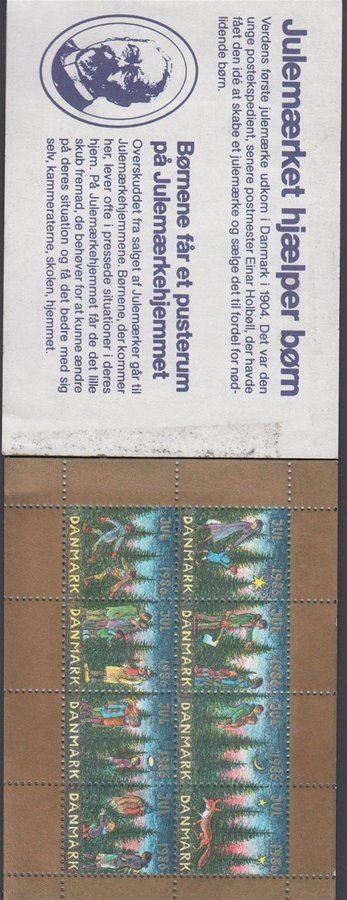 Julemærket hjælper børn
Verdens første julemærke udkom i Danmark i 1904. Det var den
unge postekspedient, senere postmester Einar Holbøll, der havde
fået den idé at skabe et julemærke og sælge det til fordel for nød-
lidende børn.
Børnene får et pusterum
på Julemærkehjemmet
Overskuddet fra salget af Julemærker går til
Julemærkehjemmene. Børnene, der kommer
her, lever ofte i pressede situationer i deres
hjem. På Julemærkehjemmet får de det lille
skub fremad, de behøver for at kunne ændre
på deres situation og få det bedre med sig
selv, kammeraterne, skolen, hjemmet.
JUL 1986
DANMARK
JUL 1986
DANMARK
JUL 1986
DANMARK
JUL 1986
DANMARK
JUL 1986
DANMARK
JUL 1986
DANMARK
JUL 1986
DANMARK
JUL 1986
DANMARK